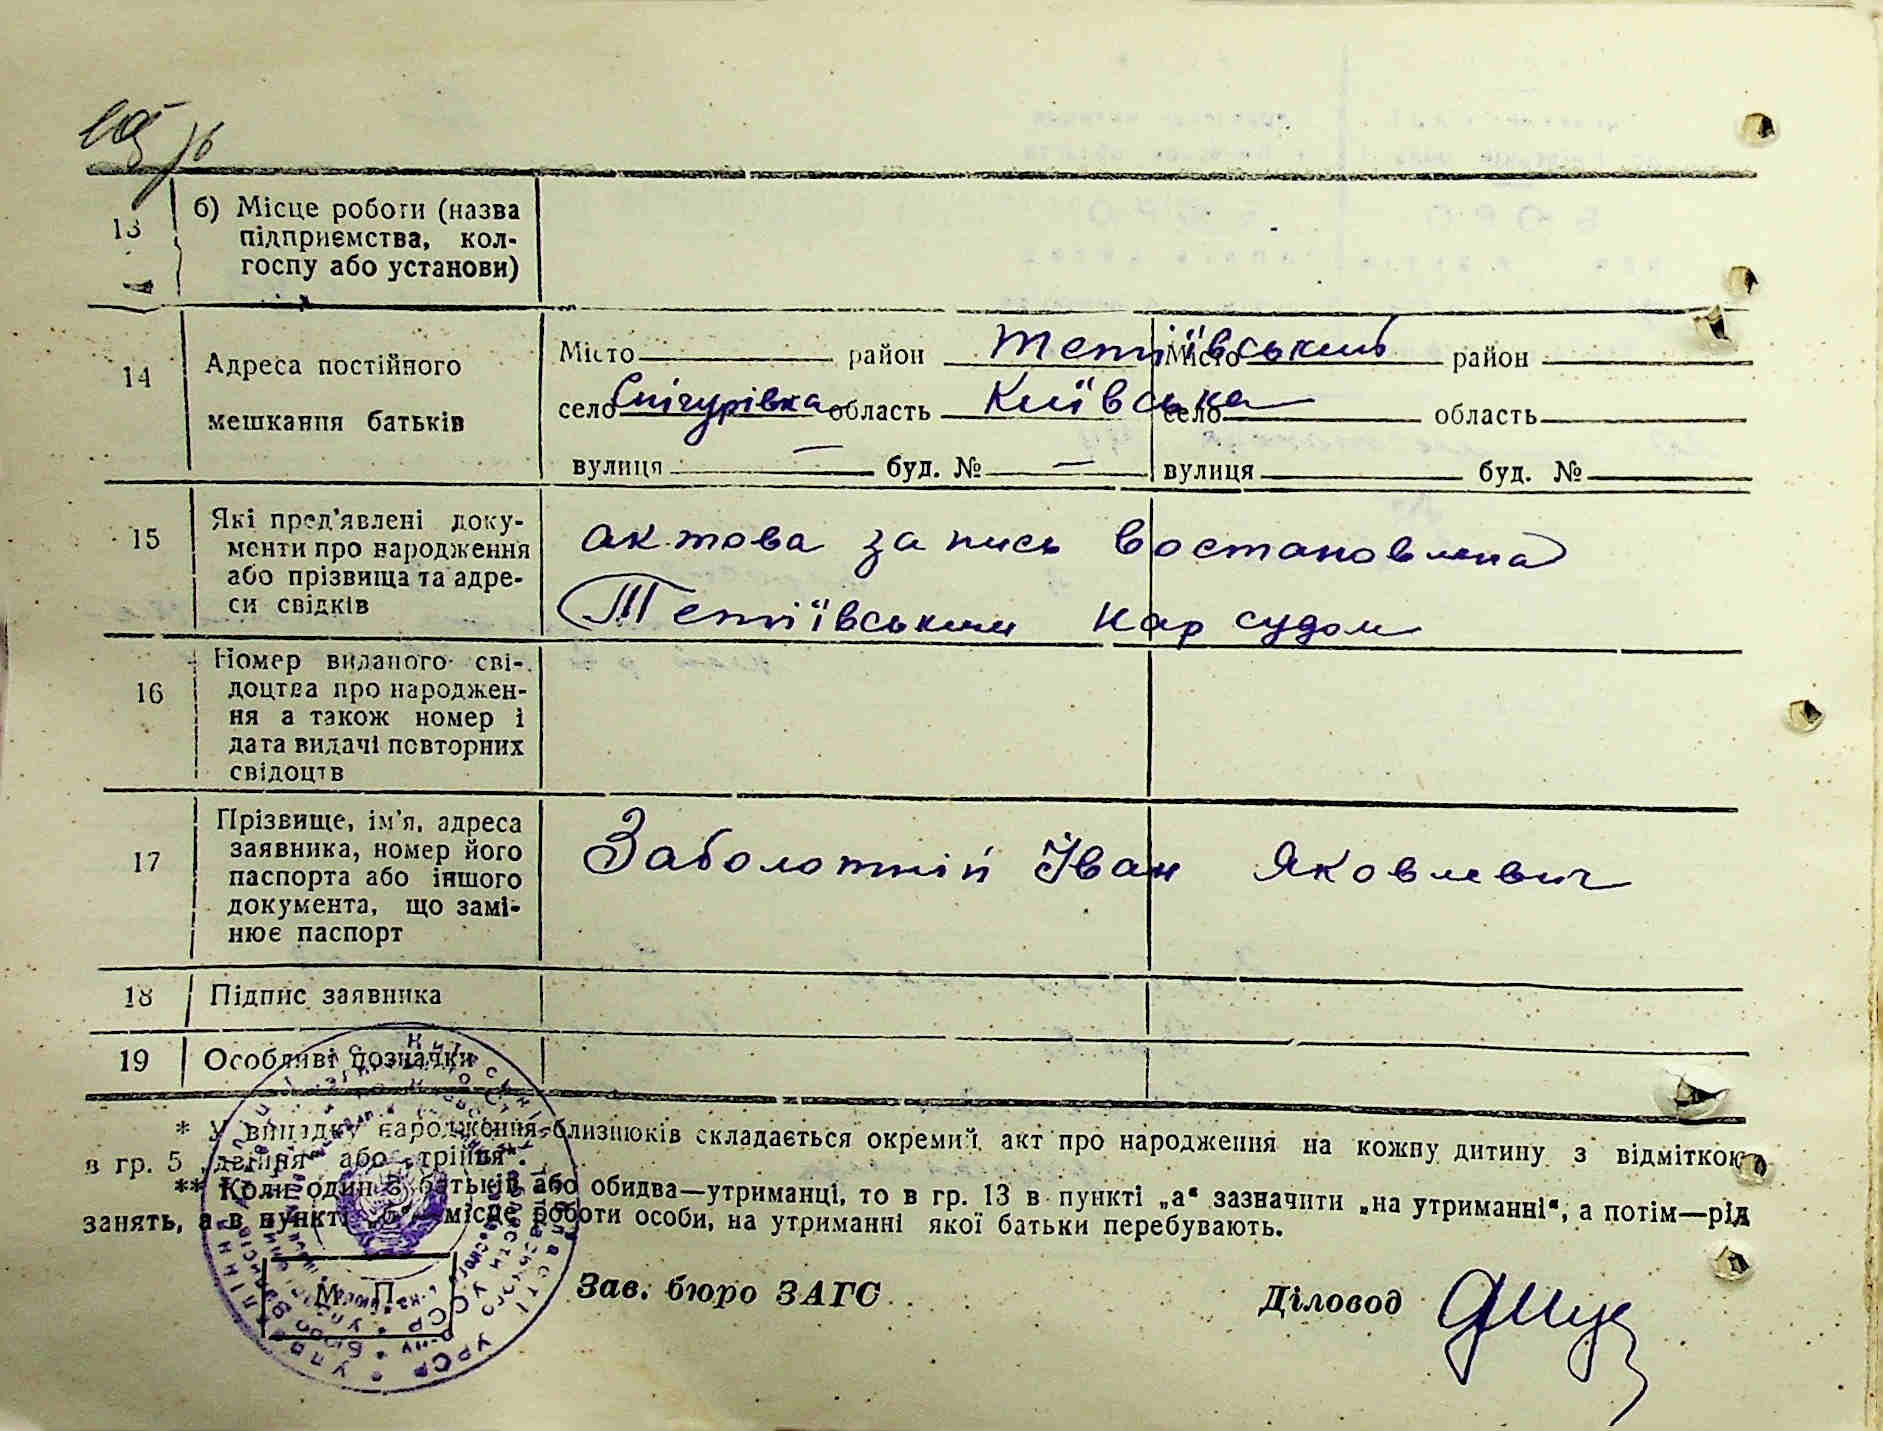 13 б) Місце роботи (назва
підприємства, кол-
госпу або установи)
14 Адреса постійного
мешкання батьків
Місто район Тетіївський Місто район
село Снігурівка область Київська село область
вулиця — буд. № — вулиця буд. №
15 Які пред'явлені доку-
менти про народження
або прізвища та адре-
си свідків
актова запись востановлена
Тетіївським нар судом
16 Номер виданого сві-
доцтва про народжен-
ня а також номер і
дата видачі повторних
свідоцтв
17 Прізвище, ім'я, адреса
заявника, номер його
паспорта або іншого
документа, що замі-
нює паспорт
Заболотній Іван Яковлевич
18 Підпис заявника
19 Особливі позначки
* У випадку народження близнюків складається окремий акт про народження на кожну дитину з відміткою
в гр. 5 „двійня“ або „трійня“.
** Коли один з батьків або обидва—утриманці, то в гр. 13 в пункті „а“ зазначити „на утриманні“, а потім—рід
занять, а в пункті „б“ місце роботи особи, на утриманні якої батьки перебувають.
М. П.
Зав. бюро ЗАГС
Діловод